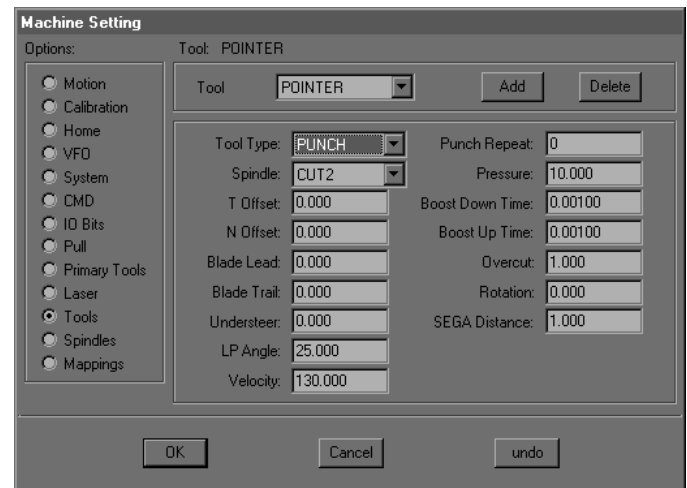 Machine Setting
Options:
Motion
Calibration
Home
VFO
System
CMD
IO Bits
Pull
Primary Tools
Laser
Tools
Spindles
Mappings
Tool: POINTER
Tool POINTER Add Delete
Tool Type: PUNCH
Spindle: CUT2
T Offset: 0.000
N Offset: 0.000
Blade Lead: 0.000
Blade Trail: 0.000
Understeer: 0.000
LP Angle: 25.000
Velocity: 130.000
Punch Repeat: 0
Pressure: 10.000
Boost Down Time: 0.00100
Boost Up Time: 0.00100
Overcut: 1.000
Rotation: 0.000
SEGA Distance: 1.000
OK Cancel undo